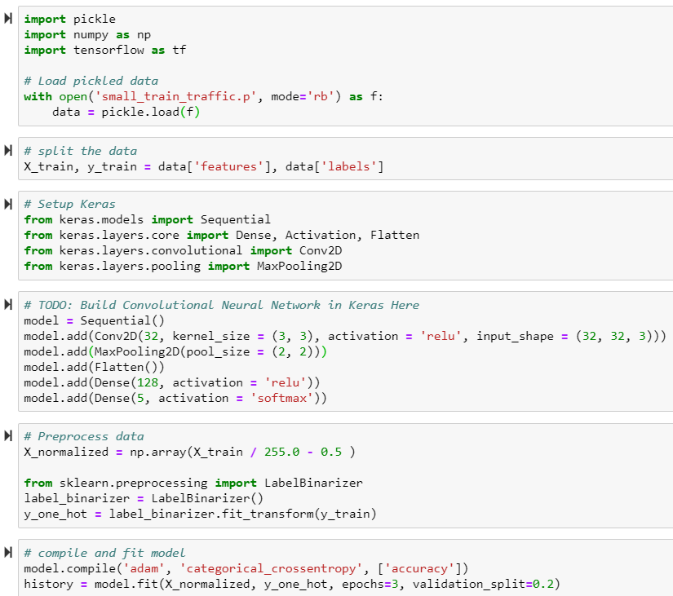 import pickle
import numpy as np
import tensorflow as tf
# Load pickled data
with open('small_train_traffic.p', mode='rb') as f:
    data = pickle.load(f)
# split the data
X_train, y_train = data['features'], data['labels']
# Setup Keras
from keras.models import Sequential
from keras.layers.core import Dense, Activation, Flatten
from keras.layers.convolutional import Conv2D
from keras.layers.pooling import MaxPooling2D
# TODO: Build Convolutional Neural Network in Keras Here
model = Sequential()
model.add(Conv2D(32, kernel_size = (3, 3), activation = 'relu', input_shape = (32, 32, 3)))
model.add(MaxPooling2D(pool_size = (2, 2)))
model.add(Flatten())
model.add(Dense(128, activation = 'relu'))
model.add(Dense(5, activation = 'softmax'))
# Preprocess data
X_normalized = np.array(X_train / 255.0 - 0.5 )
from sklearn.preprocessing import LabelBinarizer
label_binarizer = LabelBinarizer()
y_one_hot = label_binarizer.fit_transform(y_train)
# compile and fit model
model.compile('adam', 'categorical_crossentropy', ['accuracy'])
history = model.fit(X_normalized, y_one_hot, epochs=3, validation_split=0.2)